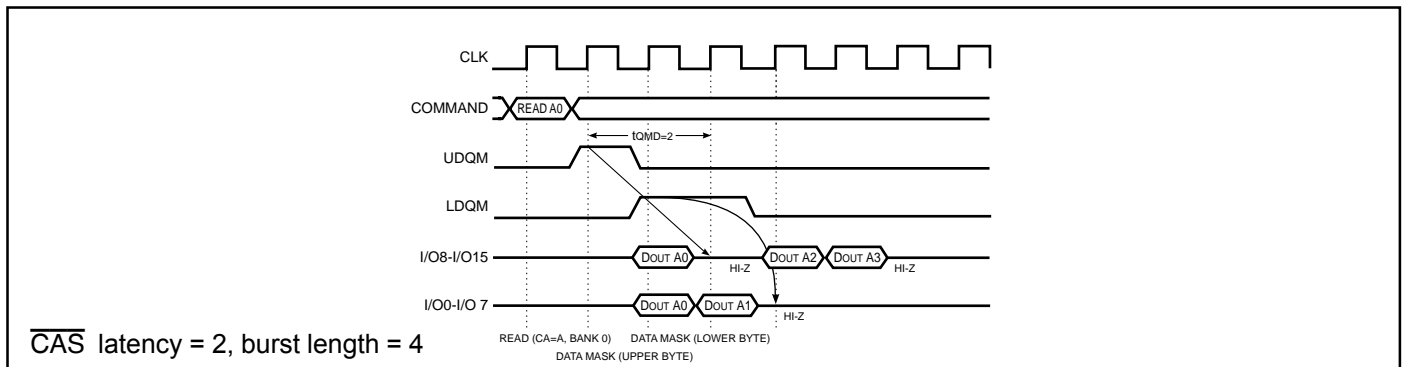 CLK
COMMAND
READ A0
tQMD=2
UDQM
LDQM
I/O8-I/O15
DOUT A0
HI-Z
DOUT A2
DOUT A3
HI-Z
I/O0-I/O 7
DOUT A0
DOUT A1
HI-Z
READ (CA=A, BANK 0) DATA MASK (LOWER BYTE)
DATA MASK (UPPER BYTE)
CAS latency = 2, burst length = 4